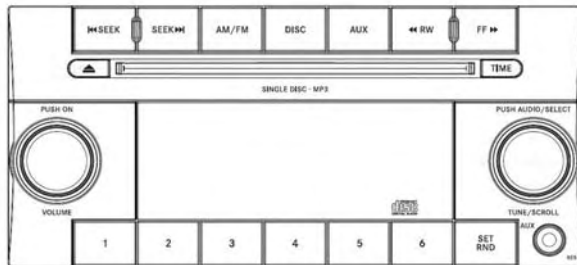 SEEK SEEK AM/FM DISC AUX RW FF
TIME
SINGLE DISC - MP3
PUSH ON PUSH AUDIO/SELECT
disc
VOLUME TUNE/SCROLL
1 2 3 4 5 6 SET RND AUX